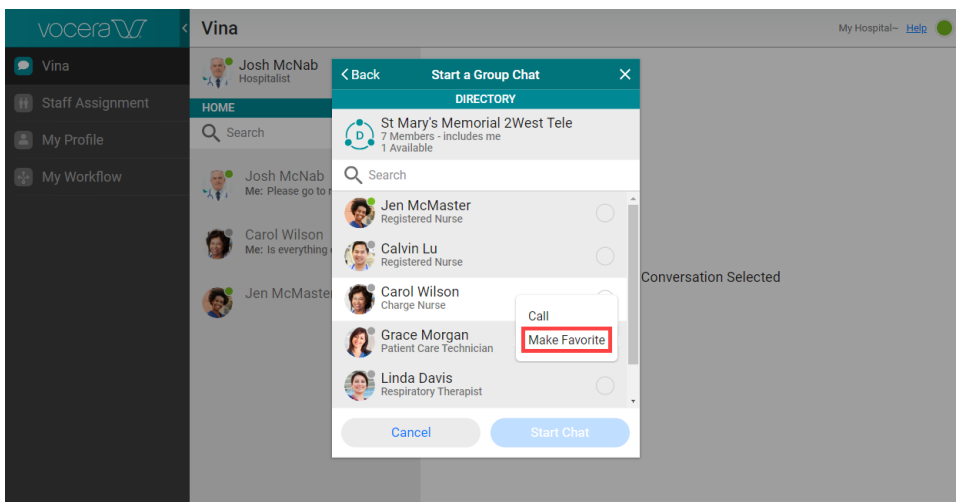 vocera
Vina
My Hospital~ Help
Vina
Staff Assignment
My Profile
My Workflow
Josh McNab
Hospitalist
HOME
Search
Josh McNab
Me: Please go to
Carol Wilson
Me: Is everything
Jen McMaster
< Back Start a Group Chat X
DIRECTORY
D
St Mary's Memorial 2West Tele
7 Members - includes me
1 Available
Search
Jen McMaster
Registered Nurse
Calvin Lu
Registered Nurse
Carol Wilson
Charge Nurse
Call
Make Favorite
Grace Morgan
Patient Care Technician
Linda Davis
Respiratory Therapist
Cancel Start Chat
Conversation Selected